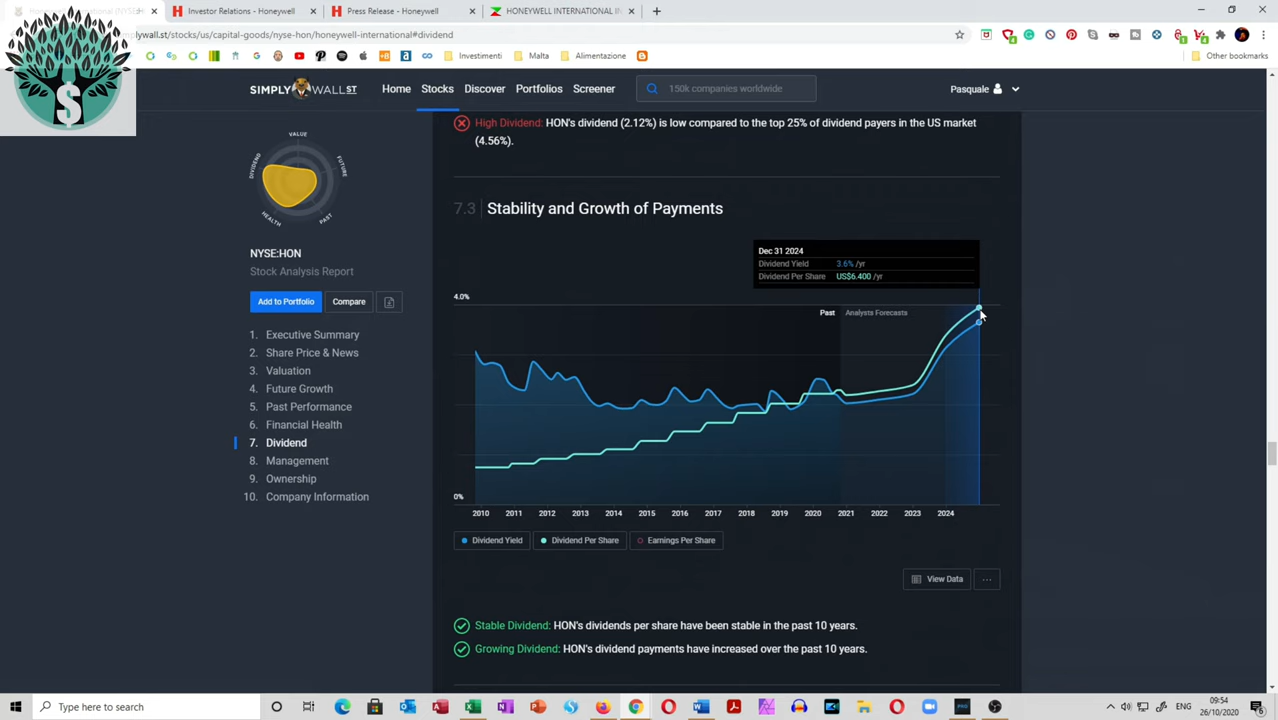 Investor Relations - Honeywell
Press Release - Honeywell
HONEYWELL INTERNATIONAL IN
simplywall.st/stocks/us/capital-goods/nyse-hon/honeywell-international#dividend
Investimenti
Malta
Alimentazione
Other bookmarks
$
SIMPLY WALL ST
Home
Stocks
Discover
Portfolios
Screener
150k companies worldwide
Pasquale
High Dividend: HON's dividend (2.12%) is low compared to the top 25% of dividend payers in the US market
(4.56%).
VALUE
FUTURE
PAST
HEALTH
DIVIDEND
NYSE:HON
Stock Analysis Report
Add to Portfolio
Compare
1. Executive Summary
2. Share Price & News
3. Valuation
4. Future Growth
5. Past Performance
6. Financial Health
7. Dividend
8. Management
9. Ownership
10. Company Information
7.3 Stability and Growth of Payments
Dec 31 2024
Dividend Yield 3.6% /yr
Dividend Per Share US$6.400 /yr
4.0%
Past
Analysts Forecasts
0%
2010 2011 2012 2013 2014 2015 2016 2017 2018 2019 2020 2021 2022 2023 2024
Dividend Yield
Dividend Per Share
Earnings Per Share
View Data
...
Stable Dividend: HON's dividends per share have been stable in the past 10 years.
Growing Dividend: HON's dividend payments have increased over the past 10 years.
Type here to search
09:54
26/10/2020